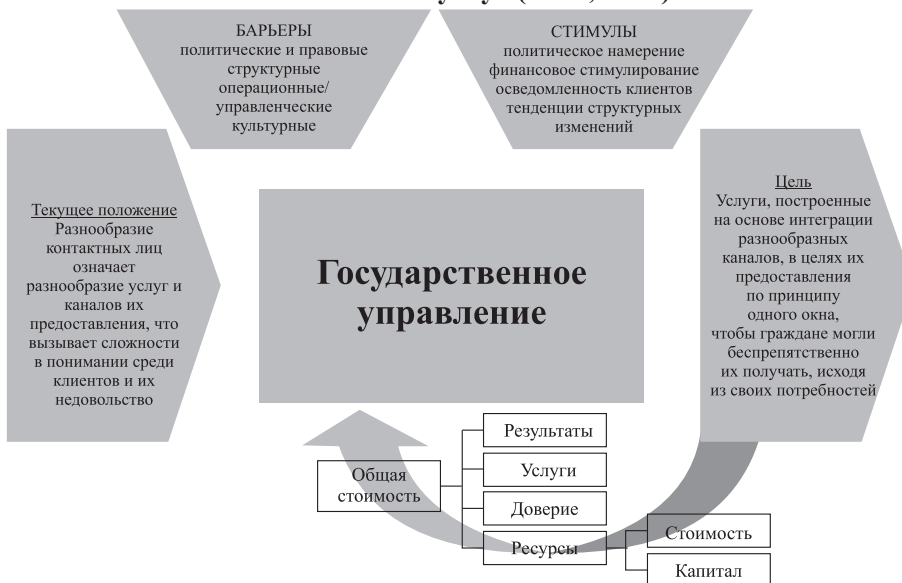 БАРЬЕРЫ
политические и правовые
структурные
операционные/
управленческие
культурные
СТИМУЛЫ
политическое намерение
финансовое стимулирование
осведомленность клиентов
тенденции структурных
изменений
Текущее положение
Разнообразие
контактных лиц
означает
разнообразие услуг и
каналов их
предоставления, что
вызывает сложности
в понимании среди
клиентов и их
недовольство
Государственное
управление
Цель
Услуги, построенные
на основе интеграции
разнообразных
каналов, в целях их
предоставления
по принципу
одного окна,
чтобы граждане могли
беспрепятственно
их получать, исходя
из своих потребностей
Общая
стоимость
Результаты
Услуги
Доверие
Ресурсы
Стоимость
Капитал